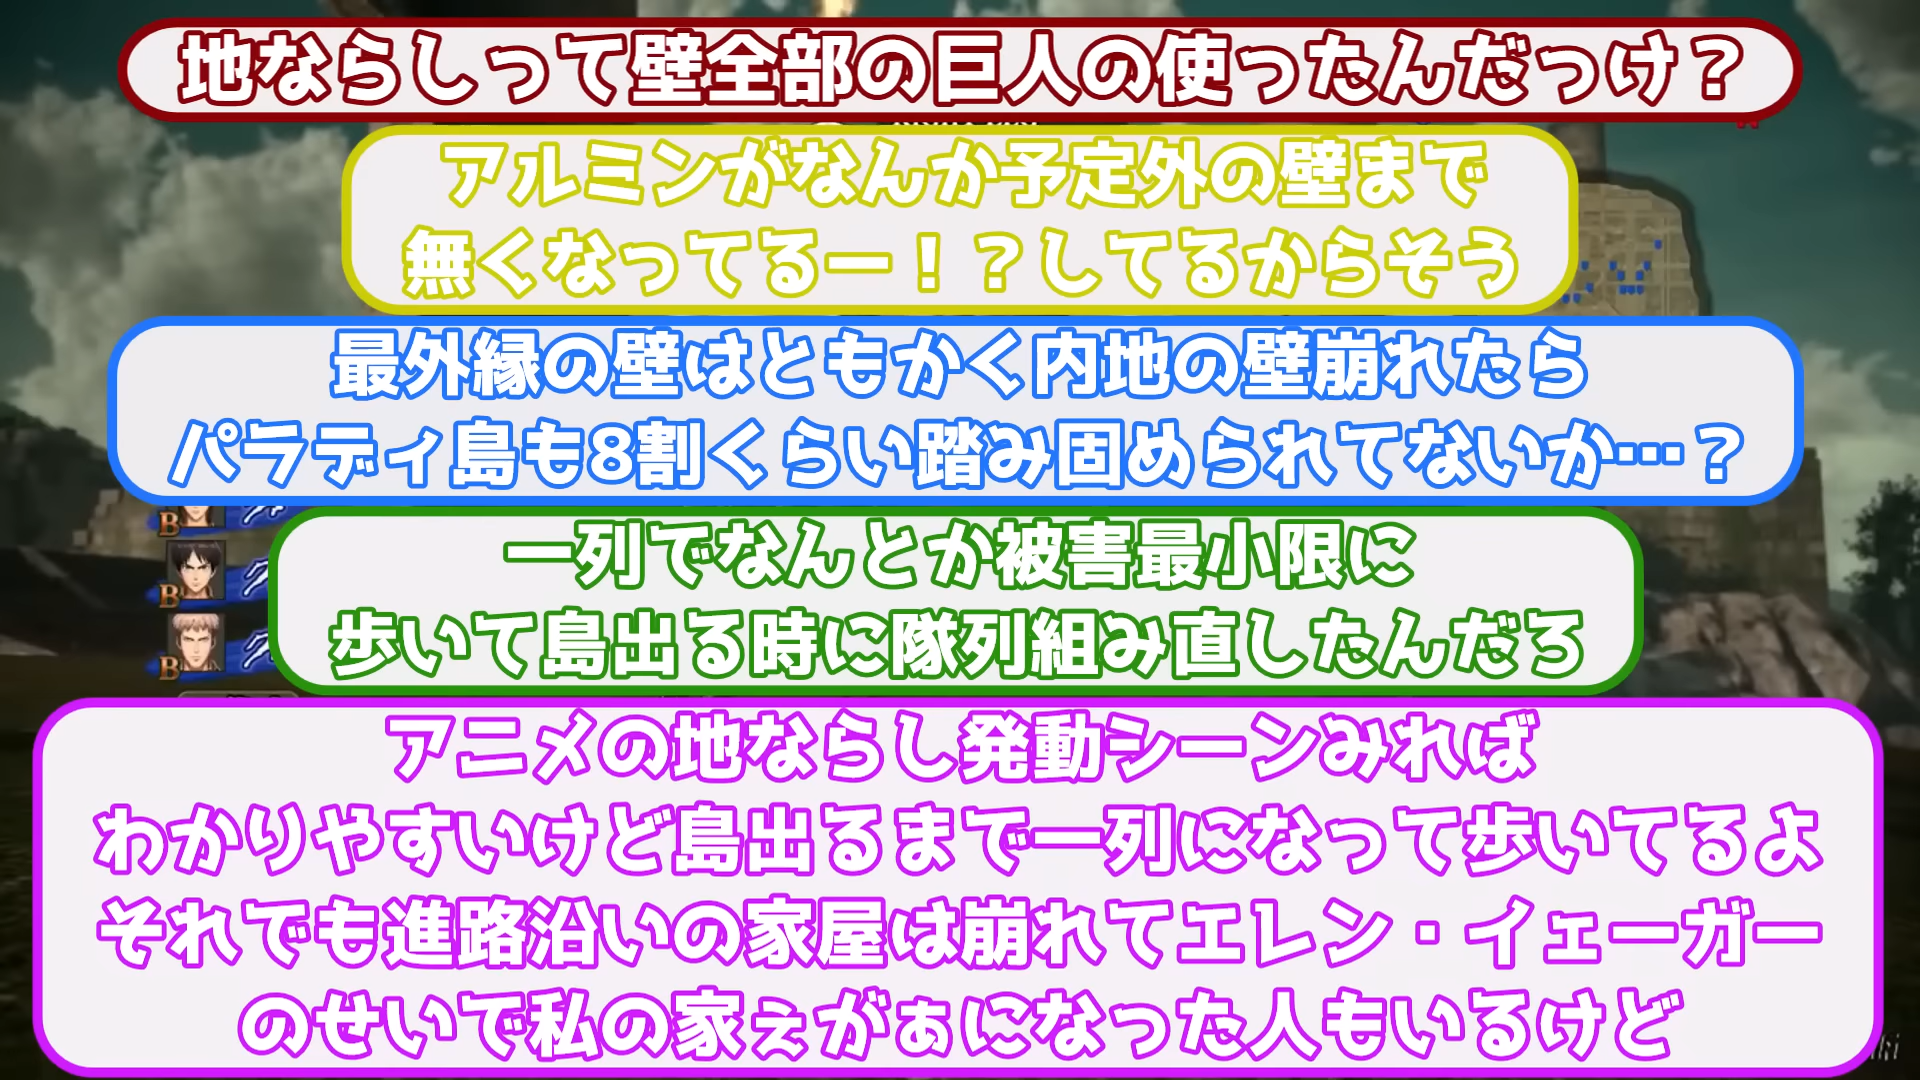 地ならしって壁全部の巨人の使ったんだっけ？
アルミンがなんか予定外の壁まで
無くなってるー！？してるからそう
最外縁の壁はともかく内地の壁崩れたら
パラディ島も8割くらい踏み固められてないか…？
一列でなんとか被害最小限に
歩いて島出る時に隊列組み直したんだろ
アニメの地ならし発動シーンみれば
わかりやすいけど島出るまで一列になって歩いてるよ
それでも進路沿いの家屋は崩れてエレン・イェーガー
のせいで私の家ぇがぁになった人もいるけど
B
B
B